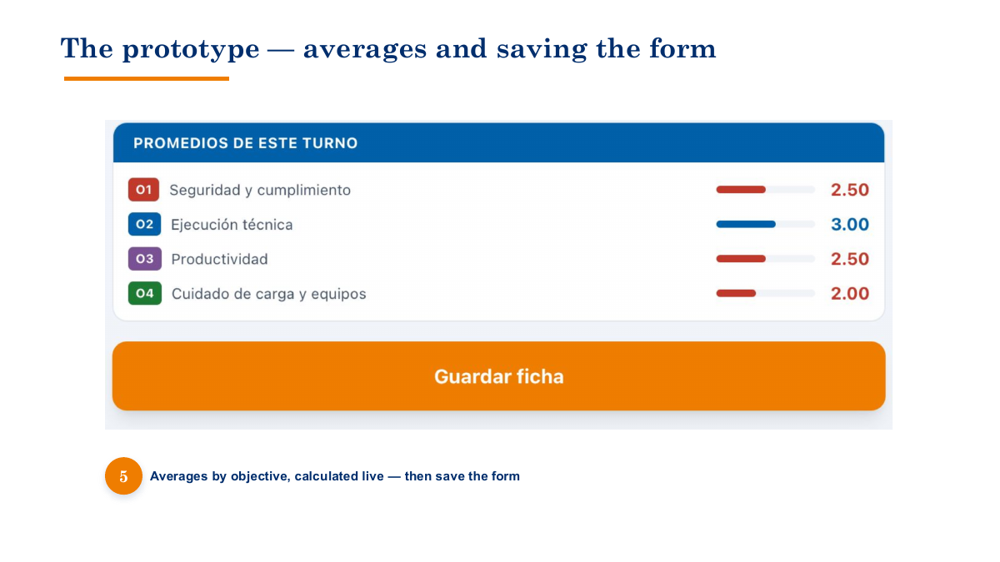 The prototype — averages and saving the form
PROMEDIOS DE ESTE TURNO
O1 Seguridad y cumplimiento 2.50
O2 Ejecución técnica 3.00
O3 Productividad 2.50
O4 Cuidado de carga y equipos 2.00
Guardar ficha
5 Averages by objective, calculated live — then save the form